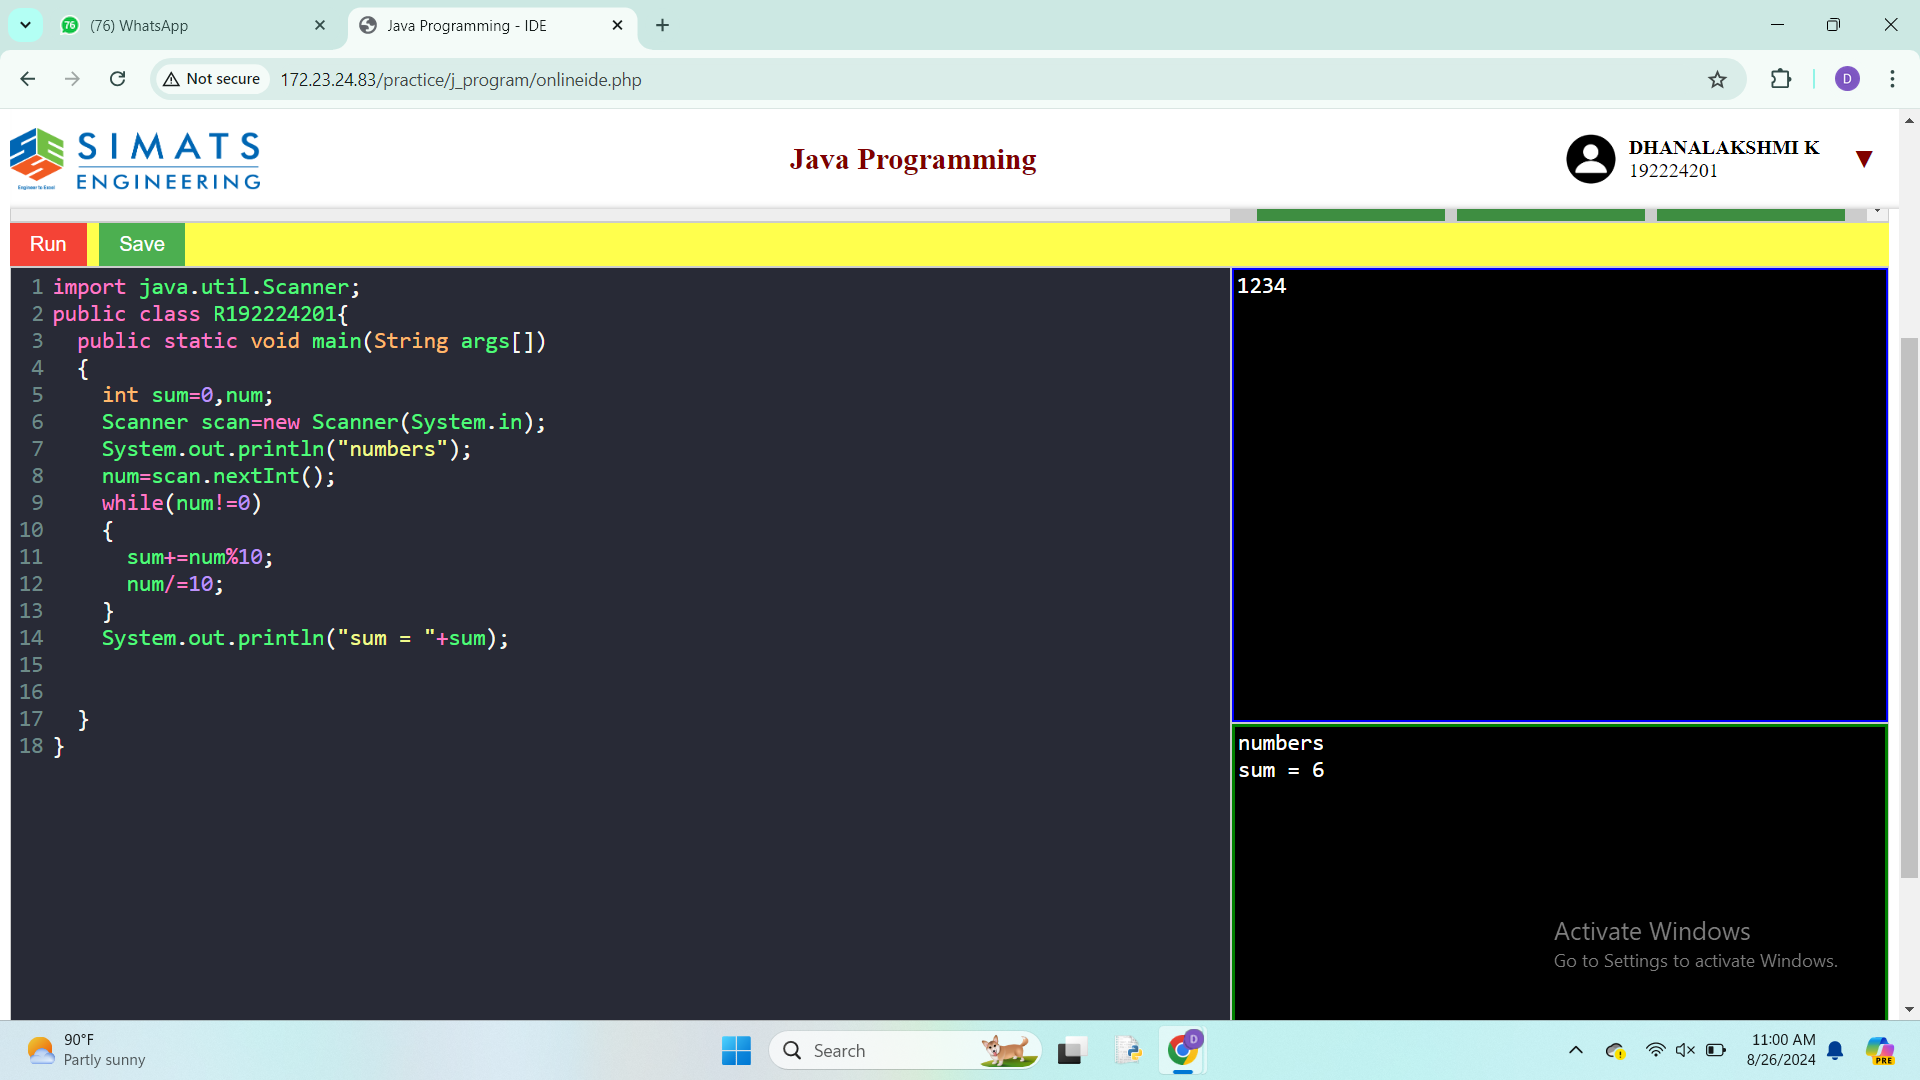 (76) WhatsApp
Java Programming - IDE
Not secure
172.23.24.83/practice/j_program/onlineide.php
D
SIMATS
ENGINEERING
Engineer to Excel
Java Programming
DHANALAKSHMI K
192224201
Run
Save
1 import java.util.Scanner;
2 public class R192224201{
3   public static void main(String args[])
4   {
5     int sum=0,num;
6     Scanner scan=new Scanner(System.in);
7     System.out.println("numbers");
8     num=scan.nextInt();
9     while(num!=0)
10     {
11       sum+=num%10;
12       num/=10;
13     }
14     System.out.println("sum = "+sum);
15
16
17   }
18 }
1234
numbers
sum = 6
Activate Windows
Go to Settings to activate Windows.
90°F
Partly sunny
Search
D
11:00 AM
8/26/2024
PRE